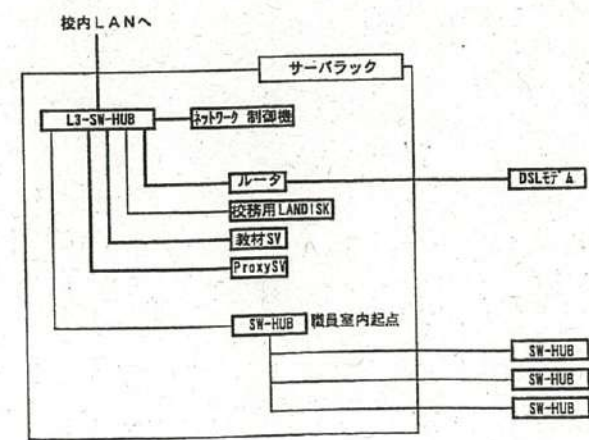 校内LANへ
サーバラック
L3-SW-HUB
ネットワーク 制御機
ルータ
DSLモデム
校務用LANDISK
教材SV
ProxySV
SW-HUB
職員室内起点
SW-HUB
SW-HUB
SW-HUB